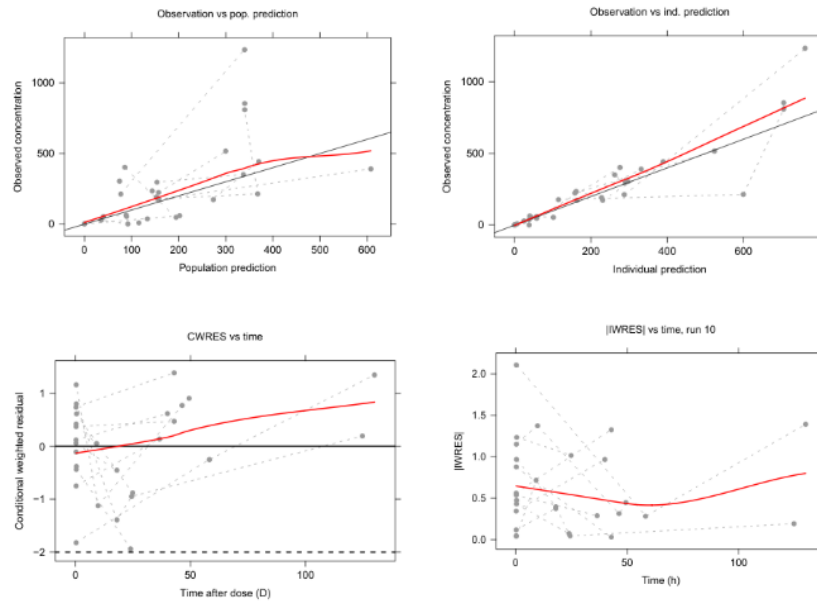 Observation vs pop. prediction
Observed concentration
1000
500
0
0 100 200 300 400 500 600
Population prediction
Observation vs ind. prediction
Observed concentration
1000
500
0
0 200 400 600
Individual prediction
CWRES vs time
Conditional weighted residual
1
0
−1
−2
0 50 100
Time after dose (D)
|IWRES| vs time, run 10
|IWRES|
2.0
1.5
1.0
0.5
0.0
0 50 100
Time (h)